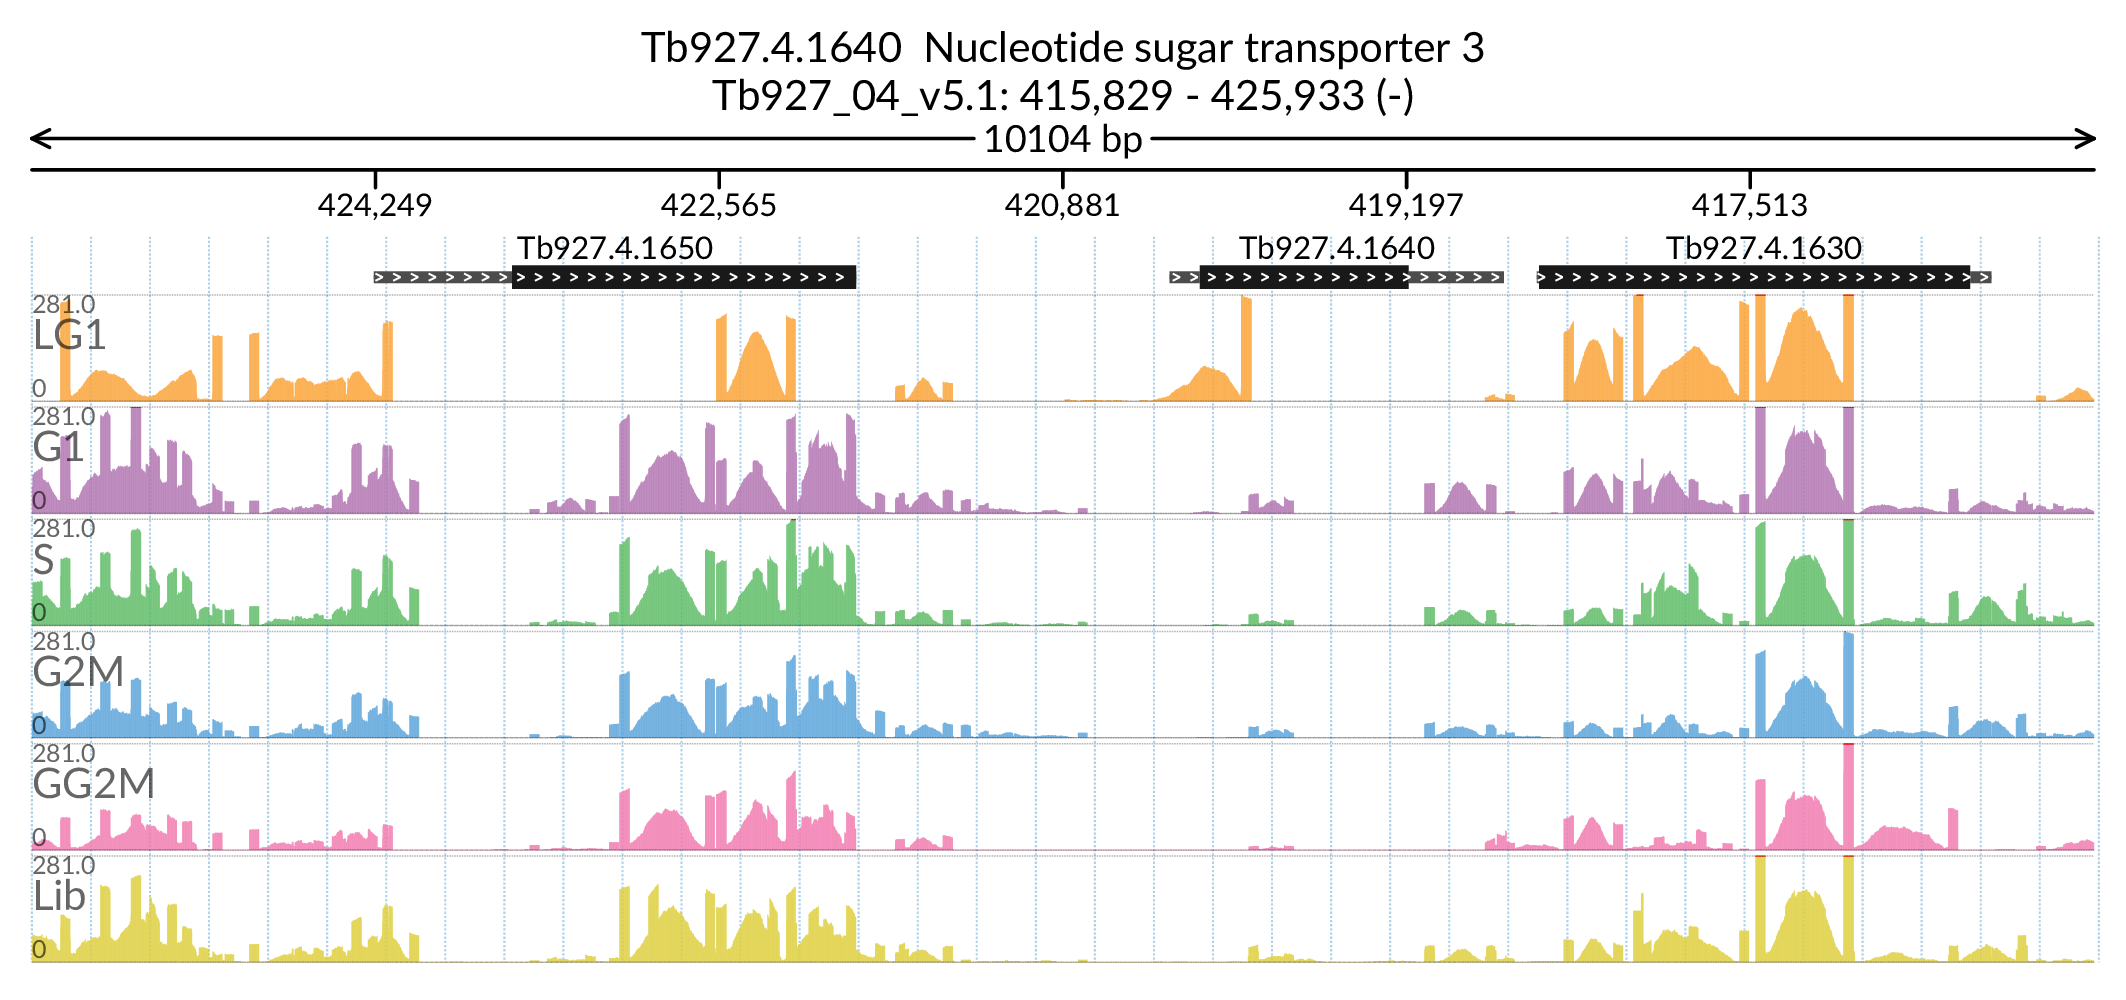 Tb927.4.1640  Nucleotide sugar transporter 3
Tb927_04_v5.1: 415,829 - 425,933 (-)
10104 bp
424,249 422,565 420,881 419,197 417,513
Tb927.4.1650 Tb927.4.1640 Tb927.4.1630
281.0
LG1
0
281.0
G1
0
281.0
S
0
281.0
G2M
0
281.0
GG2M
0
281.0
Lib
0